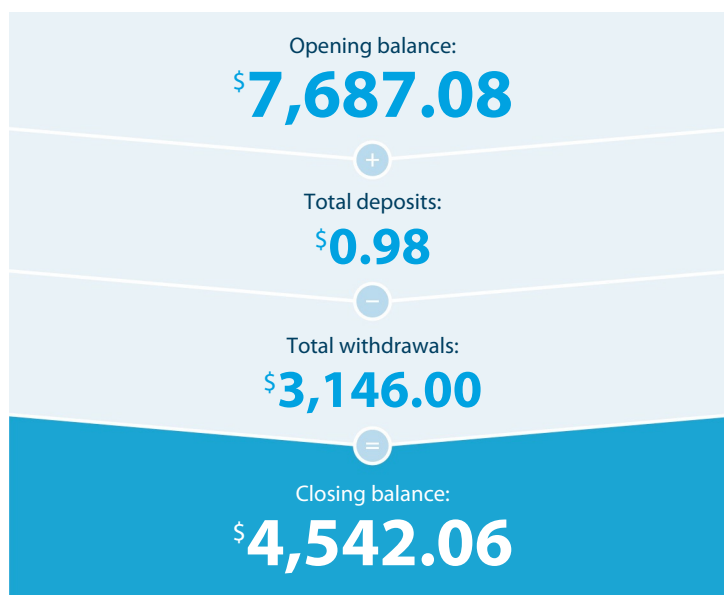 Opening balance:
$7,687.08
+
Total deposits:
$0.98
−
Total withdrawals:
$3,146.00
=
Closing balance:
$4,542.06